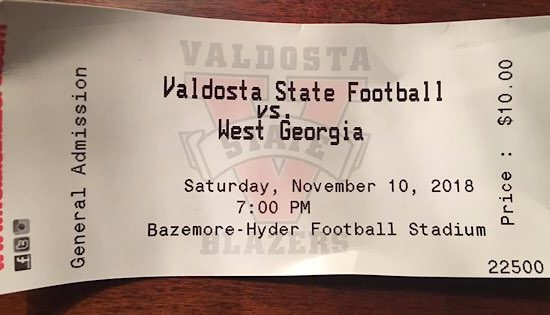 General Admission
VALDOSTA
Valdosta State Football
vs.
West Georgia
STATE
Saturday, November 10, 2018
7:00 PM
Bazemore-Hyder Football Stadium
BLAZERS
Price : $10.00
22500